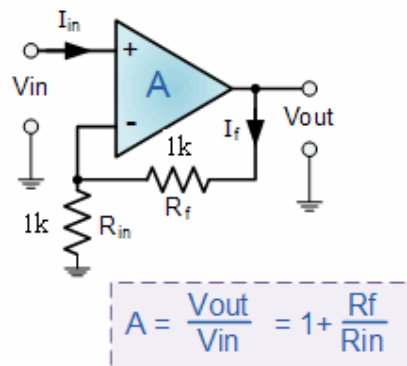 Iin
+
Vin
A
-
If
Vout
1k
Rf
1k
Rin
A = Vout/Vin = 1+ Rf/Rin